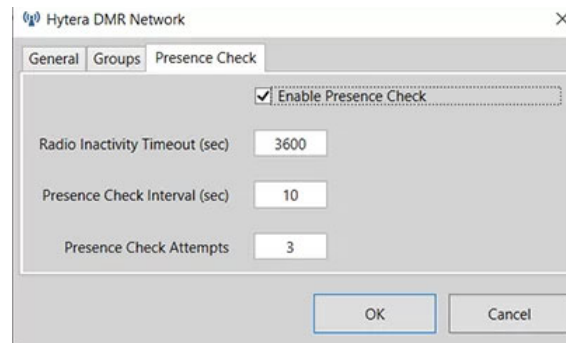 Hytera DMR Network
General Groups Presence Check
Enable Presence Check
Radio Inactivity Timeout (sec) 3600
Presence Check Interval (sec) 10
Presence Check Attempts 3
OK Cancel